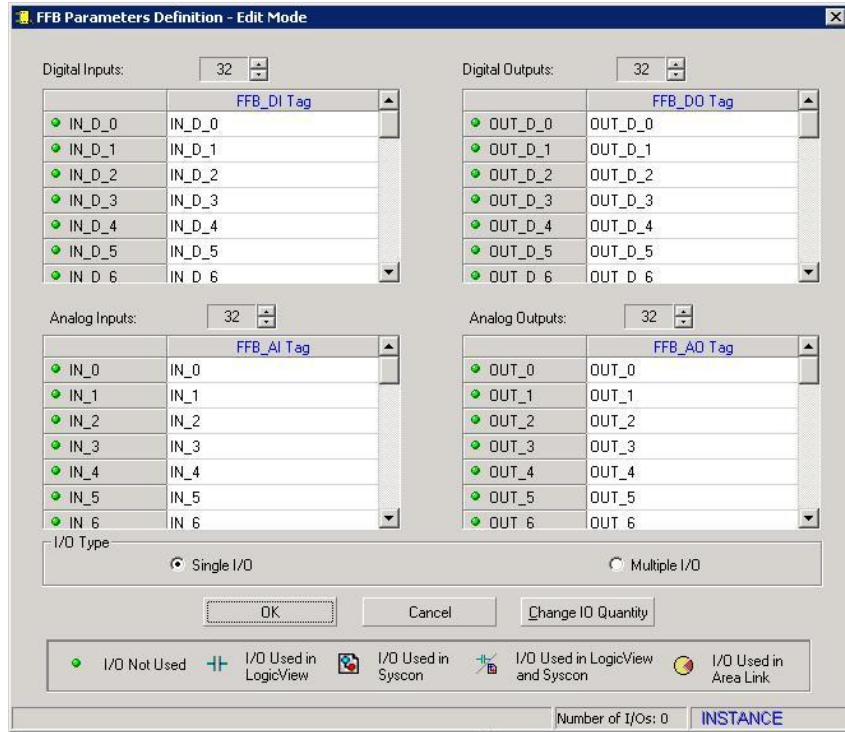 FFB Parameters Definition - Edit Mode
Digital Inputs: 32
Digital Outputs: 32
FFB_DI Tag
FFB_DO Tag
IN_D_0 IN_D_0
OUT_D_0 OUT_D_0
IN_D_1 IN_D_1
OUT_D_1 OUT_D_1
IN_D_2 IN_D_2
OUT_D_2 OUT_D_2
IN_D_3 IN_D_3
OUT_D_3 OUT_D_3
IN_D_4 IN_D_4
OUT_D_4 OUT_D_4
IN_D_5 IN_D_5
OUT_D_5 OUT_D_5
IN_D_6 IN_D_6
OUT_D_6 OUT_D_6
Analog Inputs: 32
Analog Outputs: 32
FFB_AI Tag
FFB_AO Tag
IN_0 IN_0
OUT_0 OUT_0
IN_1 IN_1
OUT_1 OUT_1
IN_2 IN_2
OUT_2 OUT_2
IN_3 IN_3
OUT_3 OUT_3
IN_4 IN_4
OUT_4 OUT_4
IN_5 IN_5
OUT_5 OUT_5
IN_6 IN_6
OUT_6 OUT_6
I/O Type
Single I/O
Multiple I/O
OK
Cancel
Change IO Quantity
I/O Not Used
I/O Used in
LogicView
I/O Used in
Syscon
I/O Used in LogicView
and Syscon
I/O Used in
Area Link
Number of I/Os: 0
INSTANCE